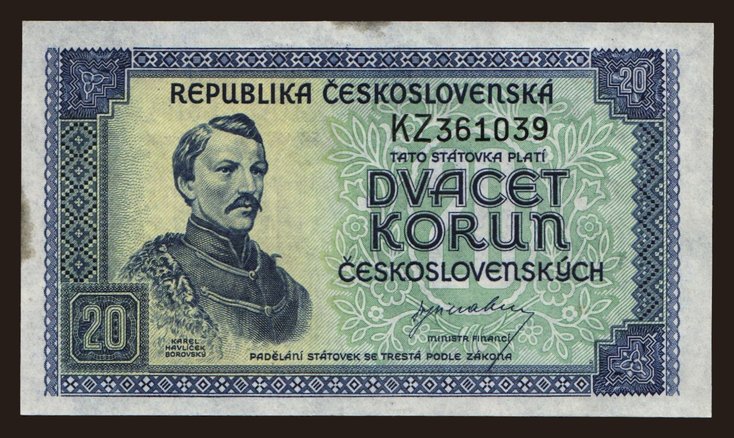 20
REPUBLIKA ČESKOSLOVENSKÁ
KZ361039
TATO STÁTOVKA PLATÍ
DVACET
KORUN
ČESKOSLOVENSKÝCH
MINISTR FINANCÍ
20
KAREL
HAVLÍČEK
BOROVSKÝ
PADĚLÁNÍ STÁTOVEK SE TRESTÁ PODLE ZÁKONA
20